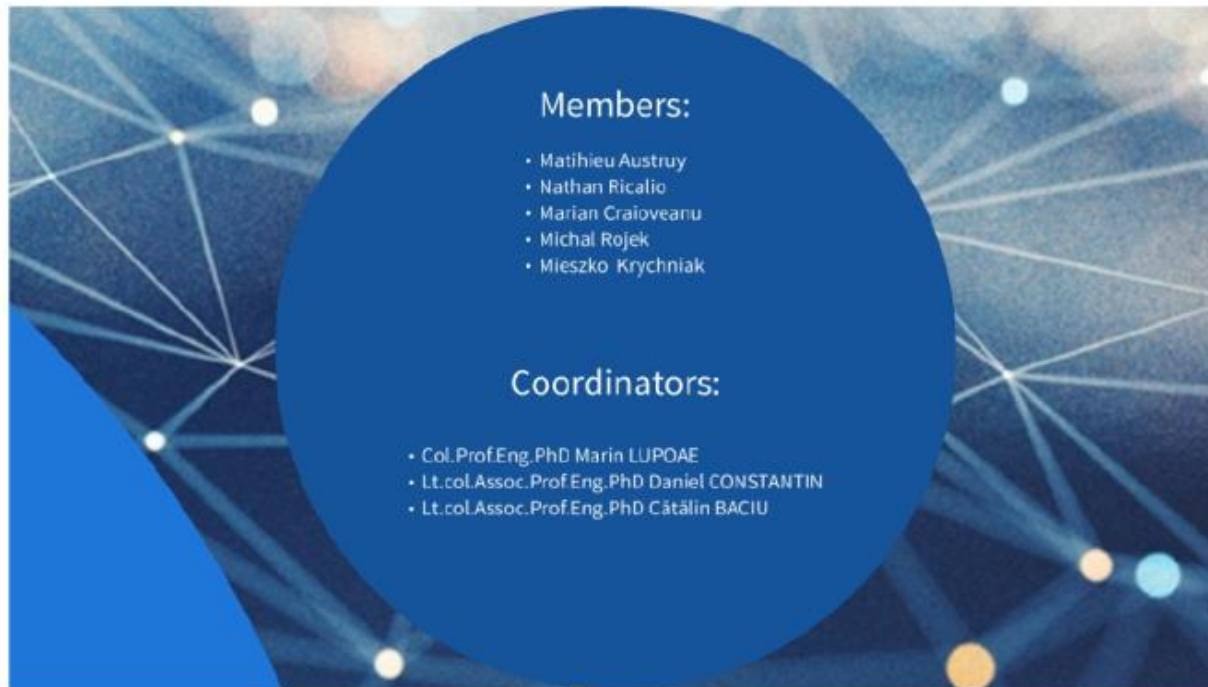 Members:
• Matihieu Austruy
• Nathan Ricalio
• Marian Craioveanu
• Michal Rojek
• Mieszko Krychniak
Coordinators:
• Col.Prof.Eng.PhD Marin LUPOAE
• Lt.col.Assoc.Prof.Eng.PhD Daniel CONSTANTIN
• Lt.col.Assoc.Prof.Eng.PhD Cătălin BACIU